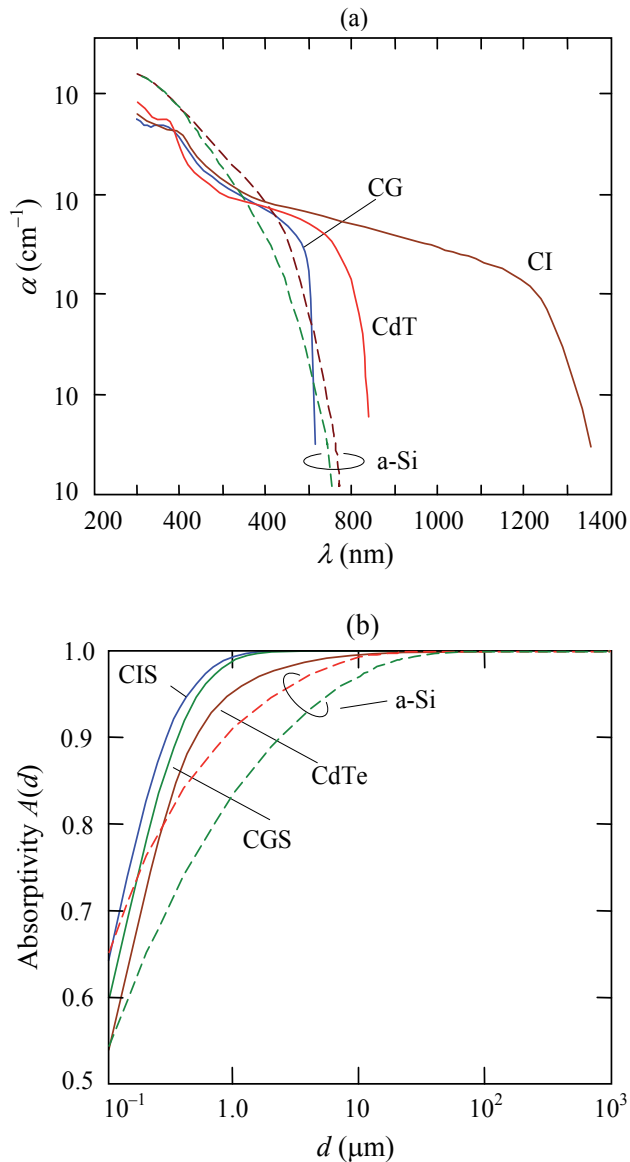 (a)
10
10
10
10
10
α (cm⁻¹)
CG
CI
CdT
a-Si
200 400 400 600 800 1000 1200 1400
λ (nm)
(b)
1.0
0.9
0.8
0.7
0.6
0.5
Absorptivity A(d)
CIS
a-Si
CdTe
CGS
10⁻¹ 1.0 10 10² 10³
d (μm)